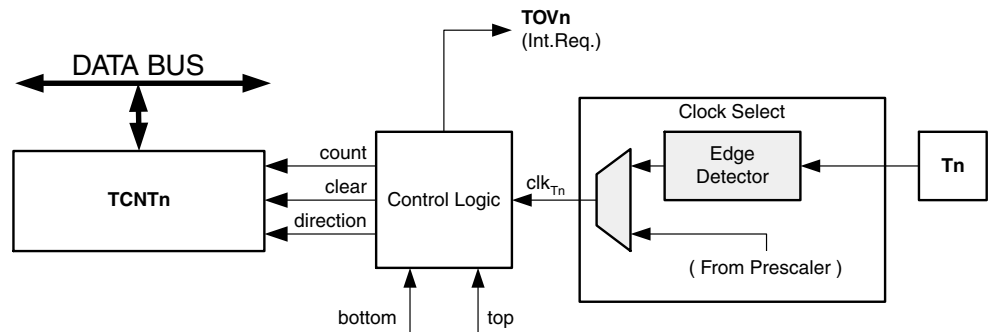 TOVn
(Int.Req.)
DATA BUS
Clock Select
count
Edge
Detector
Tn
TCNTn
clear
Control Logic
clkTn
direction
( From Prescaler )
bottom
top